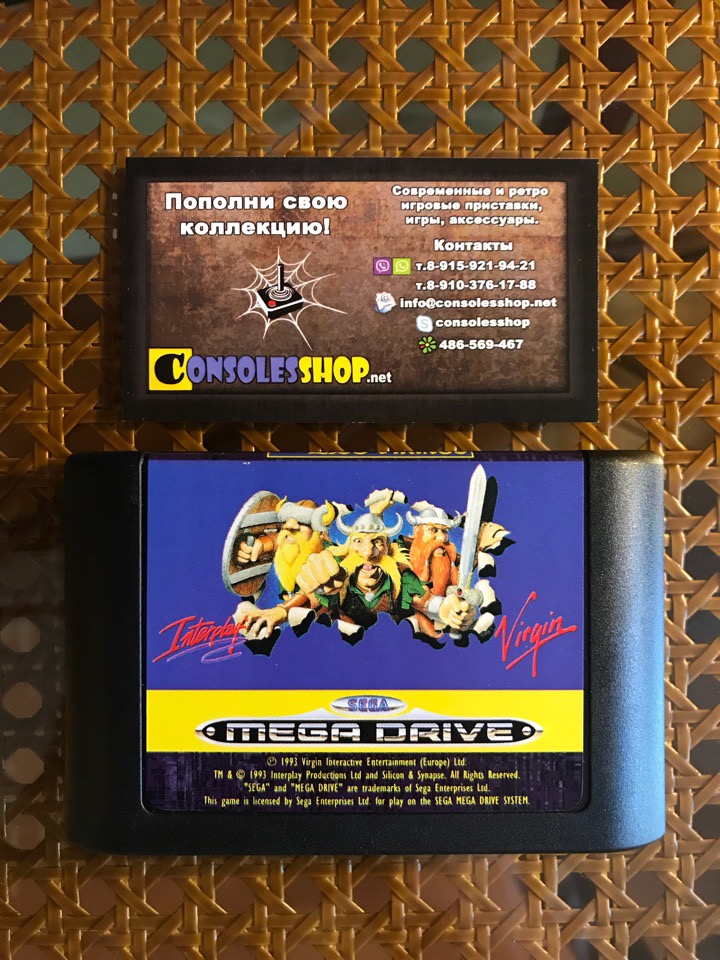 Пополни свою
коллекцию!
CONSOLESSHOP.net
Современные и ретро
игровые приставки,
игры, аксессуары.
Контакты
т.8-915-921-94-21
т.8-910-376-17-88
info@consolesshop.net
consolesshop
486-569-467
Interplay
Virgin
SEGA
MEGA DRIVE
℗ 1993 Virgin Interactive Entertainment (Europe) Ltd.
TM & © 1993 Interplay Productions Ltd and Silicon & Synapse. All Rights Reserved.
"SEGA" and "MEGA DRIVE" are trademarks of Sega Enterprises Ltd.
This game is licensed by Sega Enterprises Ltd. for play on the SEGA MEGA DRIVE SYSTEM.